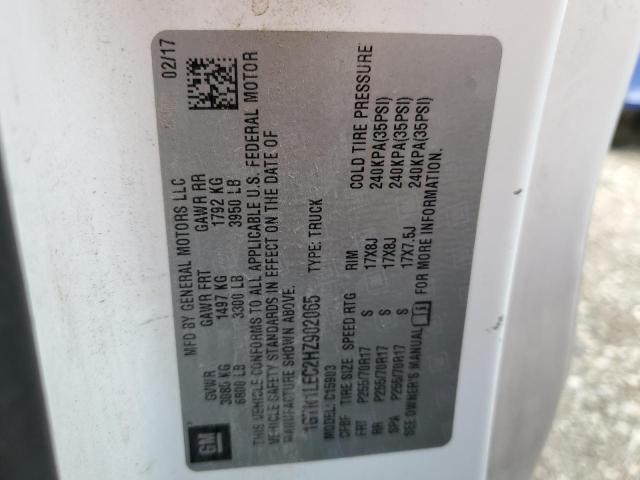 GM
MFD BY GENERAL MOTORS LLC 02/17
GVWR GAWR FRT GAWR RR
3085 KG 1497 KG 1792 KG
6800 LB 3300 LB 3950 LB
THIS VEHICLE CONFORMS TO ALL APPLICABLE U.S. FEDERAL MOTOR
VEHICLE SAFETY STANDARDS IN EFFECT ON THE DATE OF
MANUFACTURE SHOWN ABOVE.
1GTN1LEC2HZ902065 TYPE: TRUCK
MODEL: C15903
CFBF TIRE SIZE SPEED RTG RIM COLD TIRE PRESSURE
FRT P255/70R17 S 17X8J 240KPA(35PSI)
RR P255/70R17 S 17X8J 240KPA(35PSI)
SPA P255/70R17 S 17X7.5J 240KPA(35PSI)
SEE OWNER'S MANUAL FOR MORE INFORMATION.